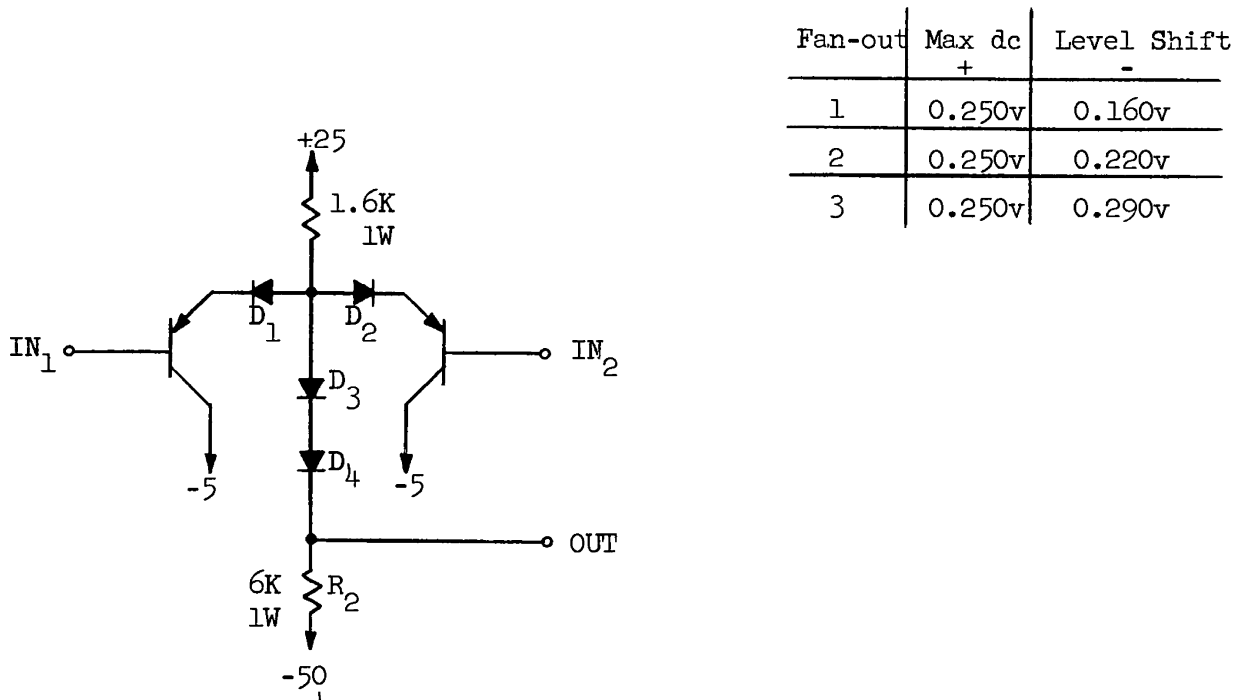 Fan-out Max dc Level Shift
+ -
1 0.250v 0.160v
2 0.250v 0.220v
3 0.250v 0.290v
+25
1.6K
1W
D1 D2
IN1 IN2
D3
D4
-5 -5
OUT
6K R2
1W
-50